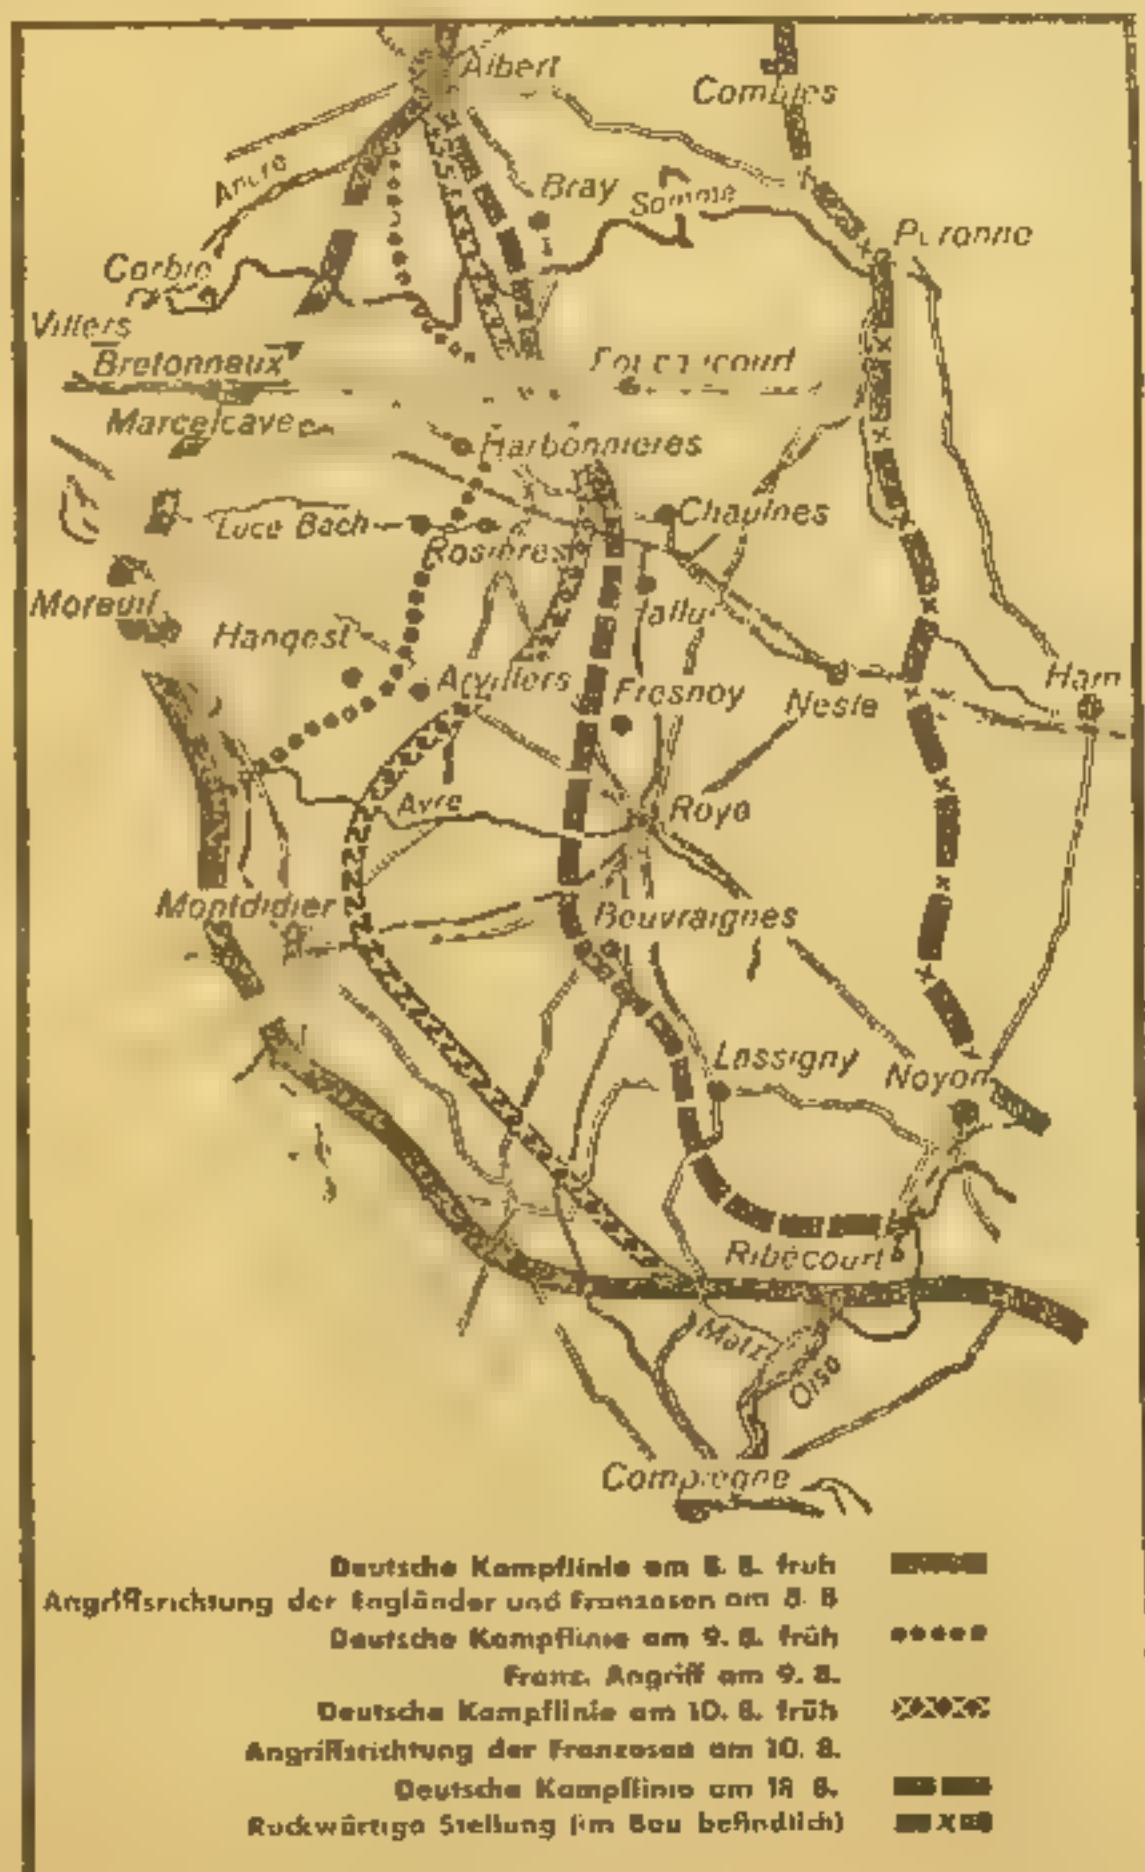 Albert
Combles
Ancre
Bray
Somme
Corbie
Villers
Bretonneux
Marcelcave
Harbonnieres
Chaulnes
Luce Bach
Rosieres
Moreuil
Hangest
Arvillers
Fresnoy
Nesle
Ham
Avre
Roye
Montdidier
Beuvraignes
Lassigny
Noyon
Ribécourt
Matz
Oise
Compiegne
Deutsche Kampflinie am 8. 8. früh
Angriffsrichtung der Engländer und Franzosen am 8. 8
Deutsche Kampflinie am 9. 8. früh
Franz. Angriff am 9. 8.
Deutsche Kampflinie am 10. 8. früh
Angriffsrichtung der Franzosen am 10. 8.
Deutsche Kampflinie am 8.
Rückwärtige Stellung (im Bau befindlich)